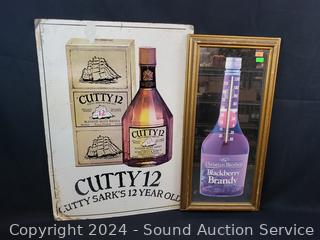 CUTTY 12
12
CUTTY 12
CUTTY 12
CUTTY SARK'S 12 YEAR OLD
Christian Brothers
Blackberry
Brandy
Copyright 2024 - Sound Auction Service